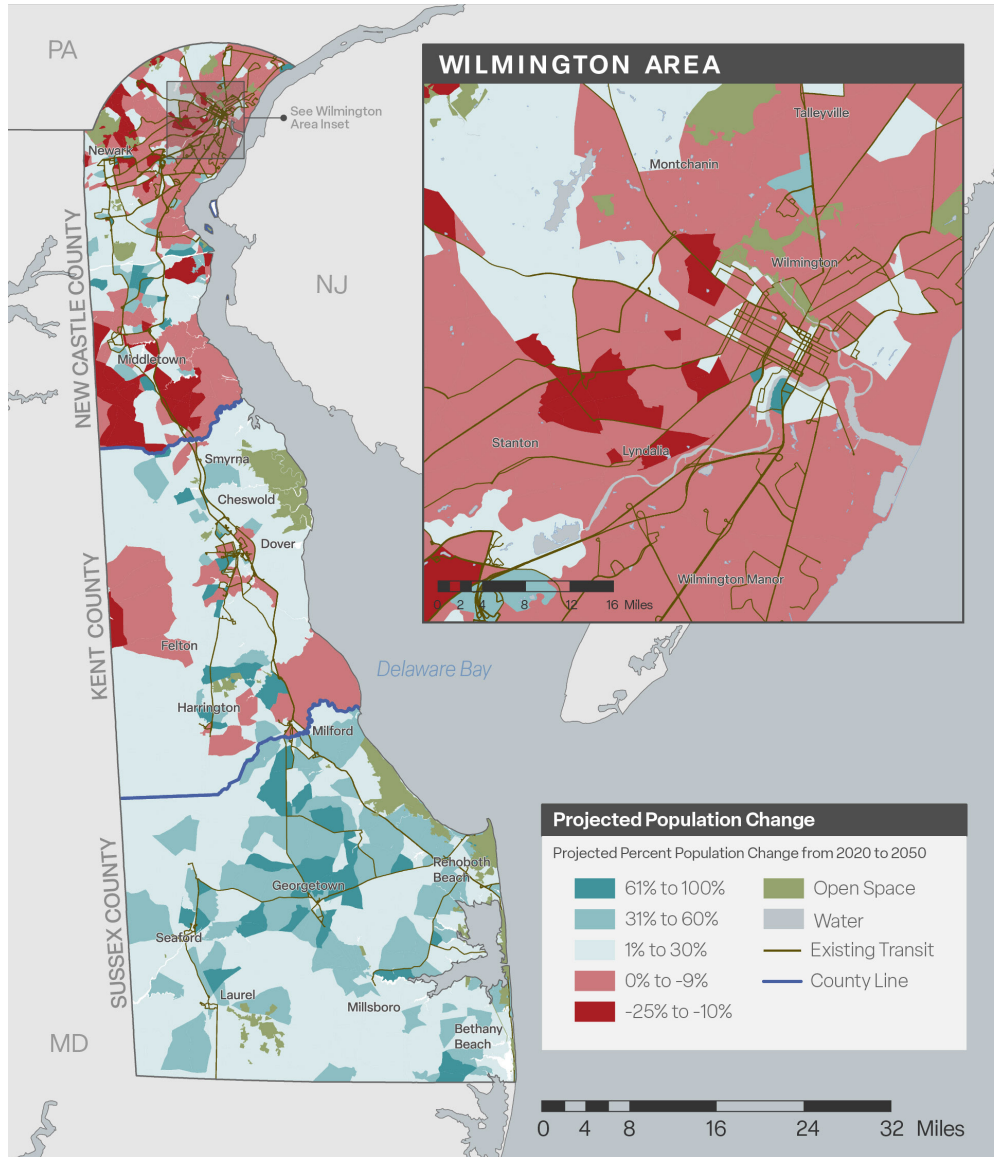 PA
WILMINGTON AREA
See Wilmington
Area Inset
Newark
NEW CASTLE COUNTY
NJ
Middletown
Talleyville
Montchanin
Wilmington
Stanton
Lyndalia
Wilmington Manor
0 2 4 8 12 16 Miles
Smyrna
Cheswold
Dover
KENT COUNTY
Felton
Delaware Bay
Harrington
Milford
SUSSEX COUNTY
Rehoboth
Beach
Georgetown
Seaford
Laurel
Millsboro
Bethany
Beach
MD
Projected Population Change
Projected Percent Population Change from 2020 to 2050
61% to 100%
Open Space
31% to 60%
Water
1% to 30%
Existing Transit
0% to -9%
County Line
-25% to -10%
0 4 8 16 24 32 Miles